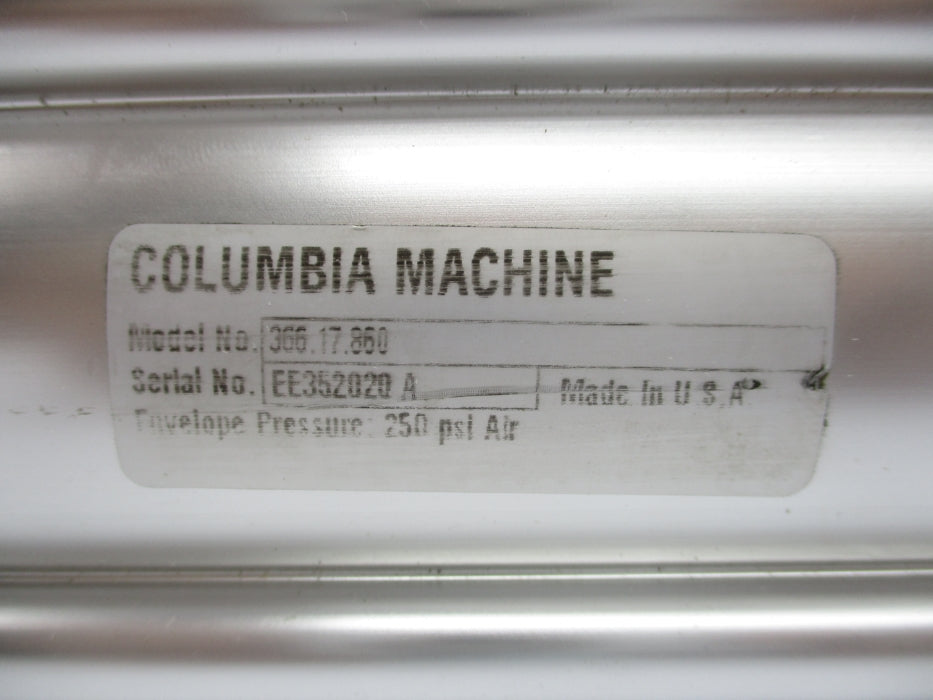 COLUMBIA MACHINE
Model No. 366.17.860
Serial No. EE352020 A Made In U.S.A
Envelope Pressure: 250 psi Air